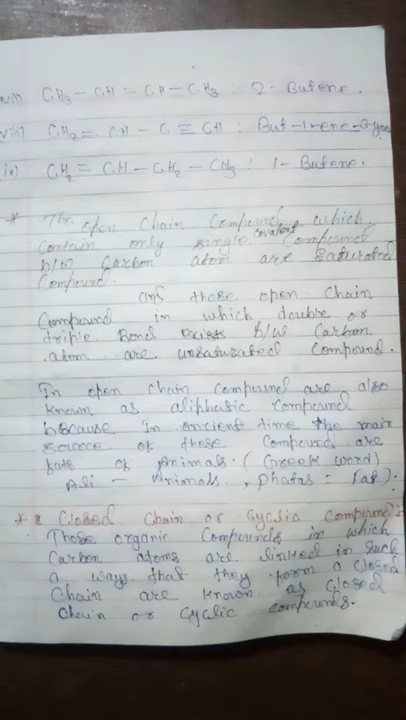 vii) CH3 – CH = CH – CH3 : 2 - Butene.
viii) CH2 = CH – C ≡ CH : But - 1 - ene - 3 - yne
ix) CH2 = CH – CH2 – CH3 : 1 - Butene.
* The open Chain Compound which
contain only single covalent Compound
b/w Carbon atom are saturated
Compound.
And those open Chain
Compound in which double or
triple Bond exists b/w Carbon
atom are unsaturated Compound.
In open chain Compound are also
known as aliphatic Compound
because In ancient time the main
source of these Compound are
fats of Animals. (Greek word)
Ali – Animals, phatas = fat).
* Closed Chain or Cyclic Compound :-
Those organic Compounds in which
Carbon atoms are linked in such
a ways that they form a closed
Chain are known as Closed
Chain or Cyclic Compounds.